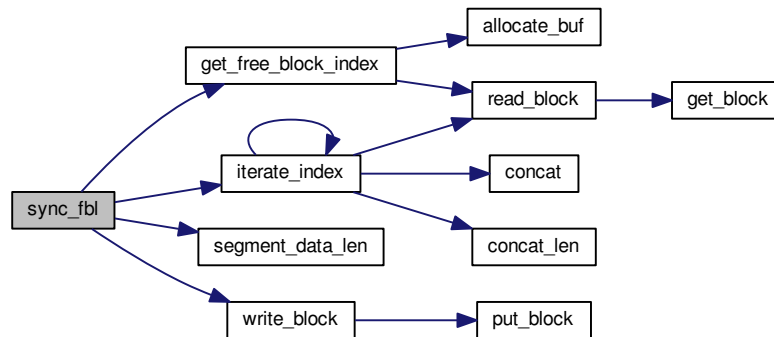 allocate_buf
get_free_block_index
read_block
get_block
iterate_index
concat
sync_fbl
segment_data_len
concat_len
write_block
put_block